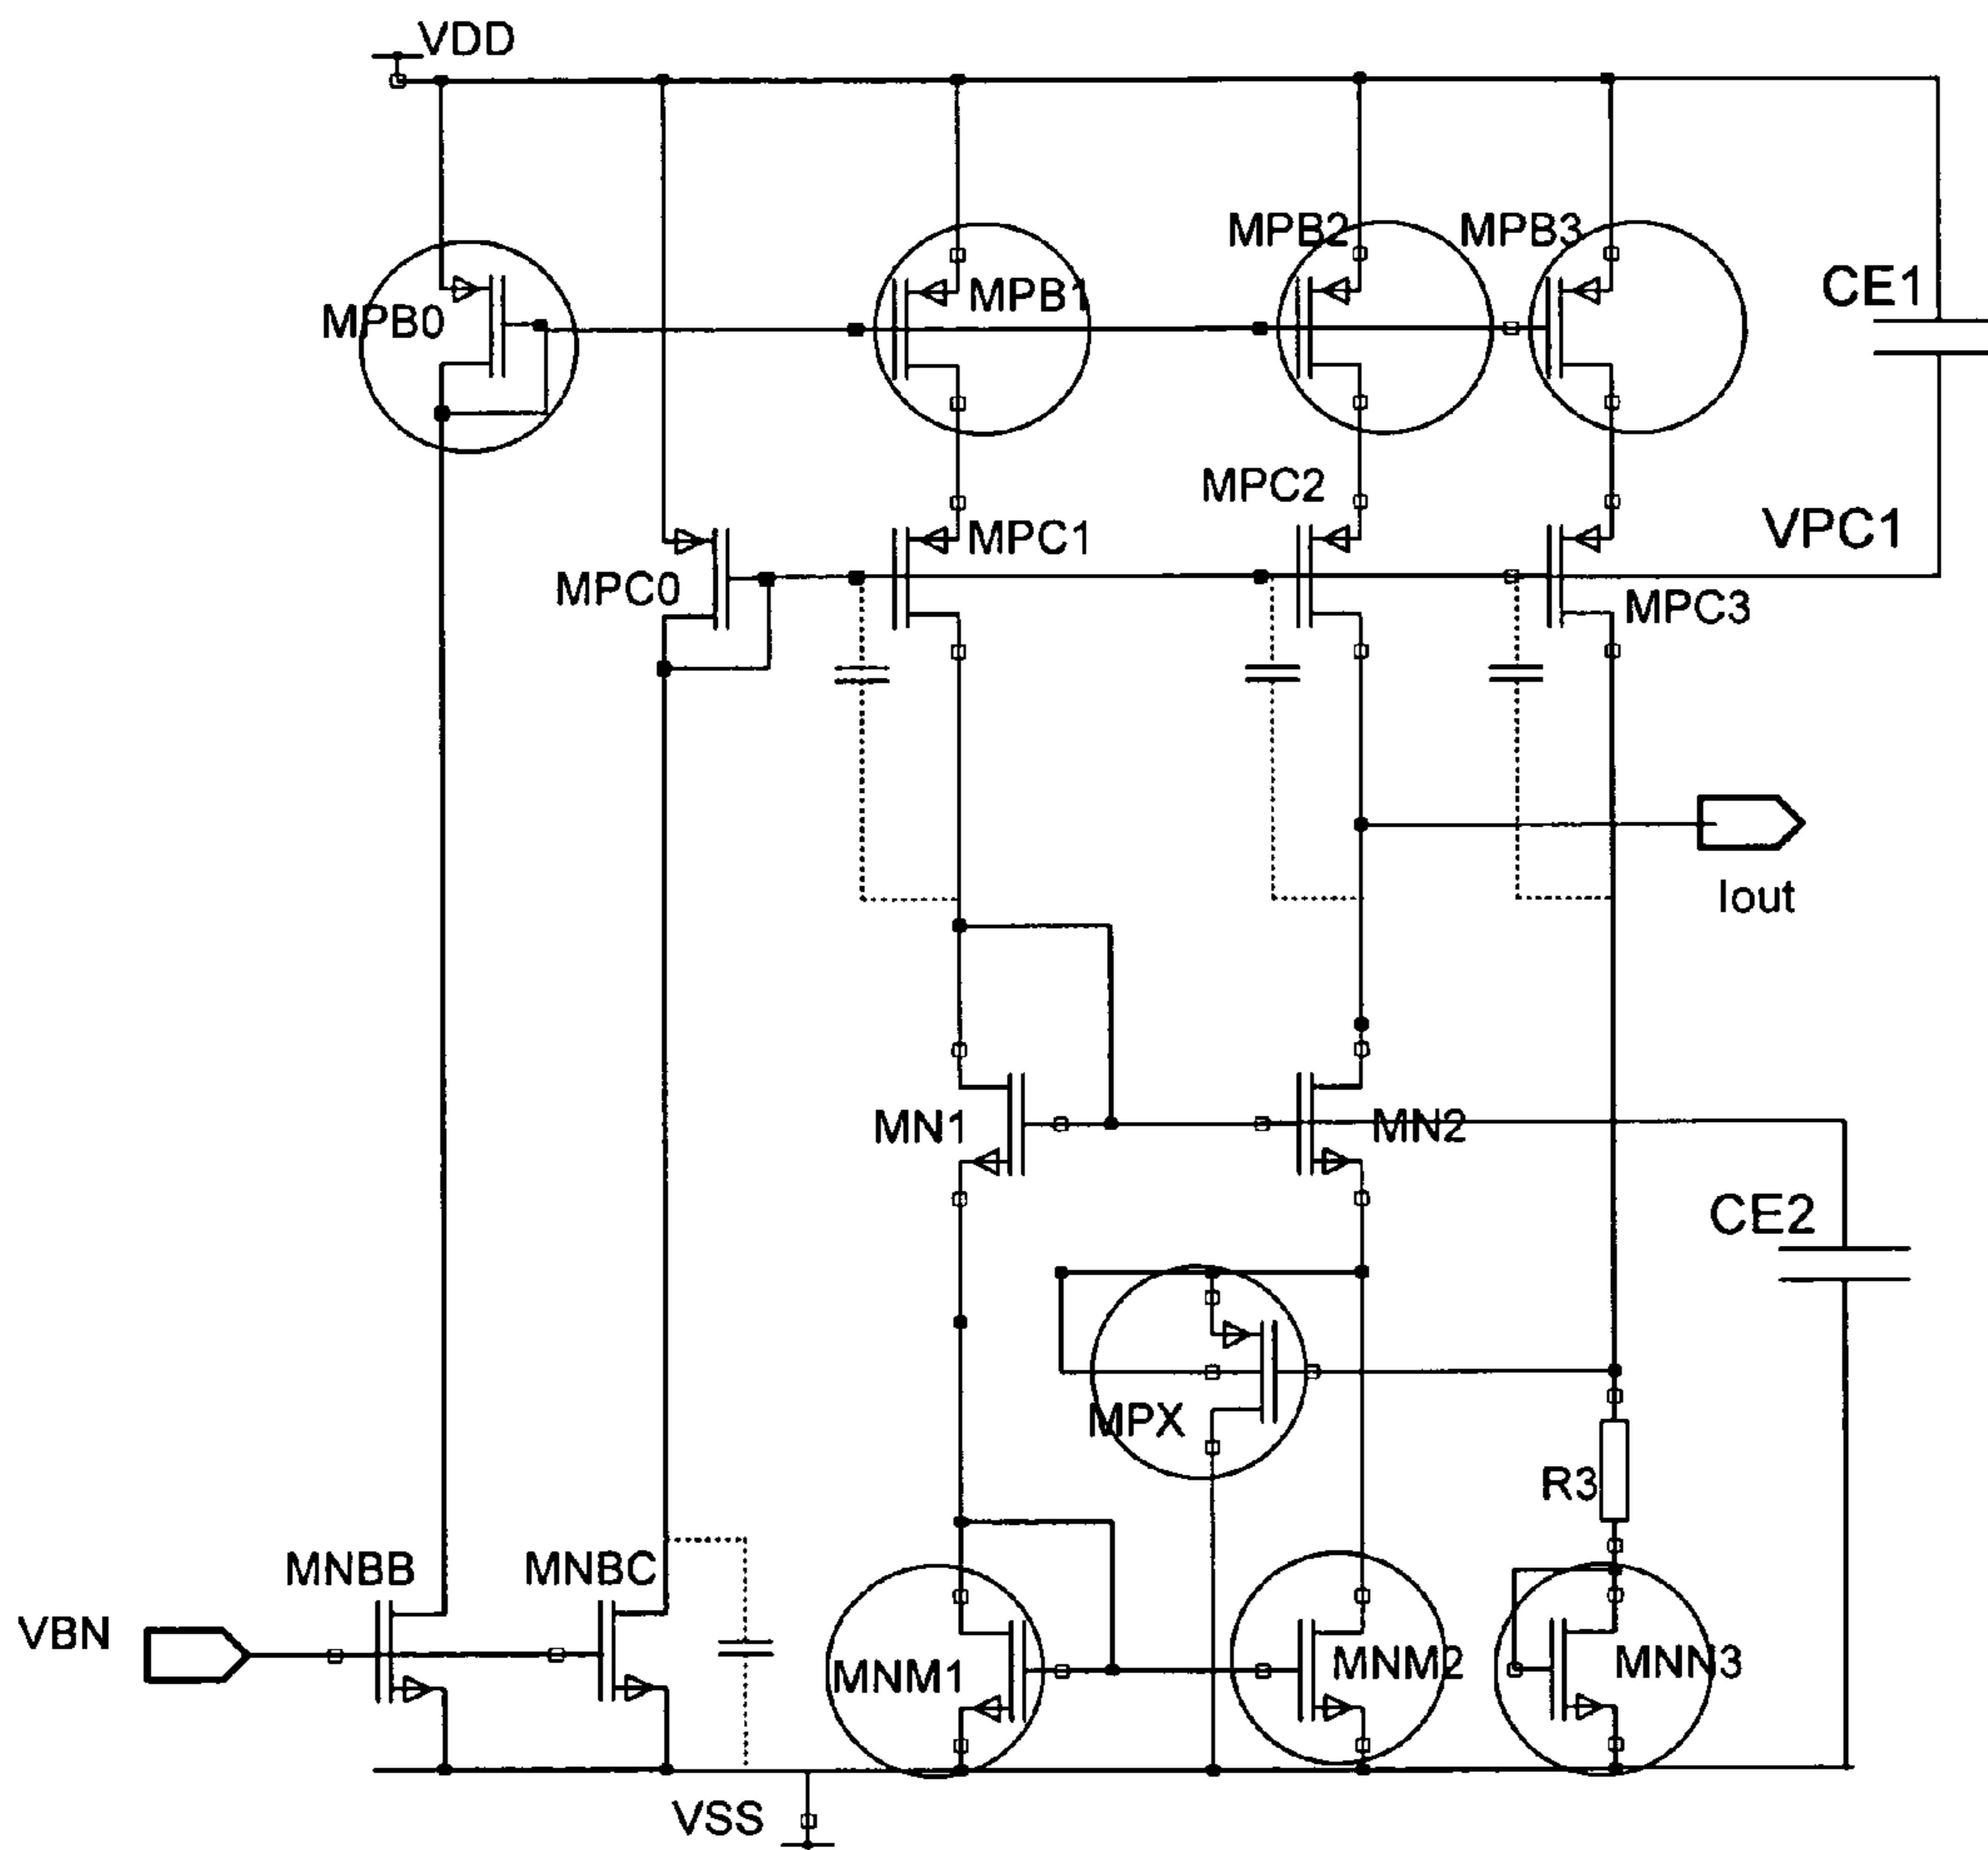 VDD
MPB2 MPB3
MPB0 MPB1 CE1
MPC2
MPC0 MPC1 VPC1
MPC3
Iout
MN1 MN2
CE2
MPX
R3
MNBB MNBC
VBN MNM1 MNM2 MNN3
VSS